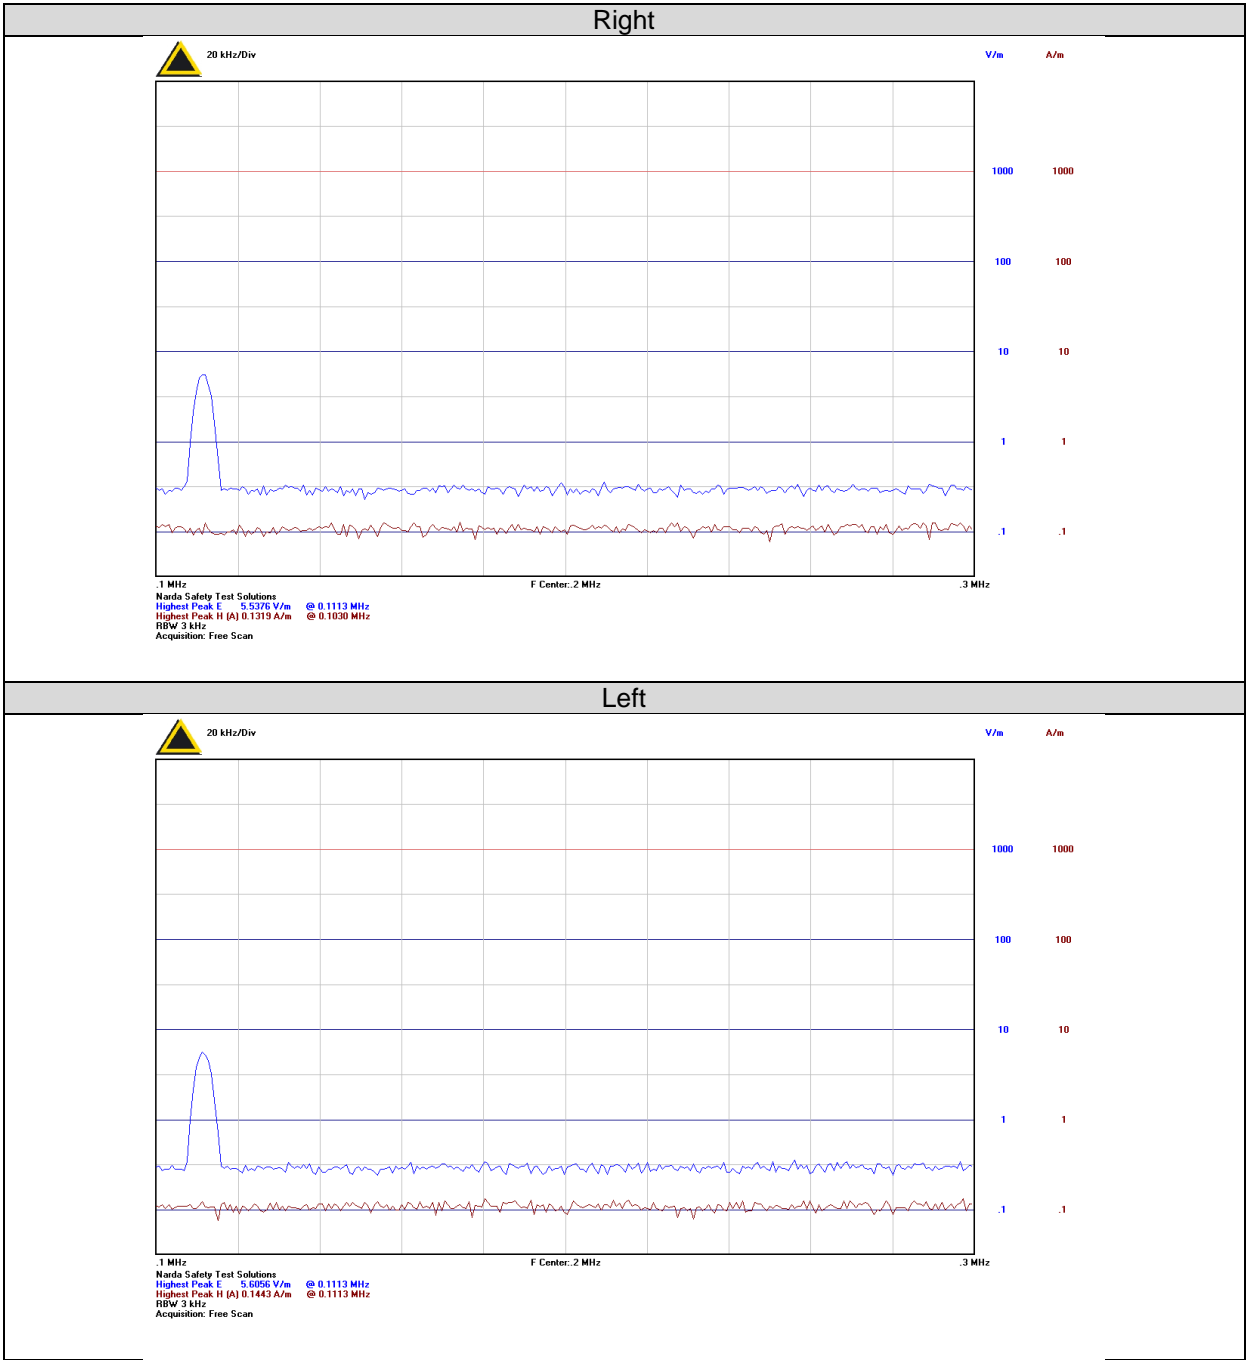 Right
20 kHz/Div
V/m A/m
1000 1000
100 100
10 10
1 1
.1 .1
.1 MHz F Center:.2 MHz .3 MHz
Narda Safety Test Solutions
Highest Peak E 5.5376 V/m @ 0.1113 MHz
Highest Peak H (A) 0.1319 A/m @ 0.1030 MHz
RBW 3 kHz
Acquisition: Free Scan
Left
20 kHz/Div
V/m A/m
1000 1000
100 100
10 10
1 1
.1 .1
.1 MHz F Center:.2 MHz .3 MHz
Narda Safety Test Solutions
Highest Peak E 5.6056 V/m @ 0.1113 MHz
Highest Peak H (A) 0.1443 A/m @ 0.1113 MHz
RBW 3 kHz
Acquisition: Free Scan